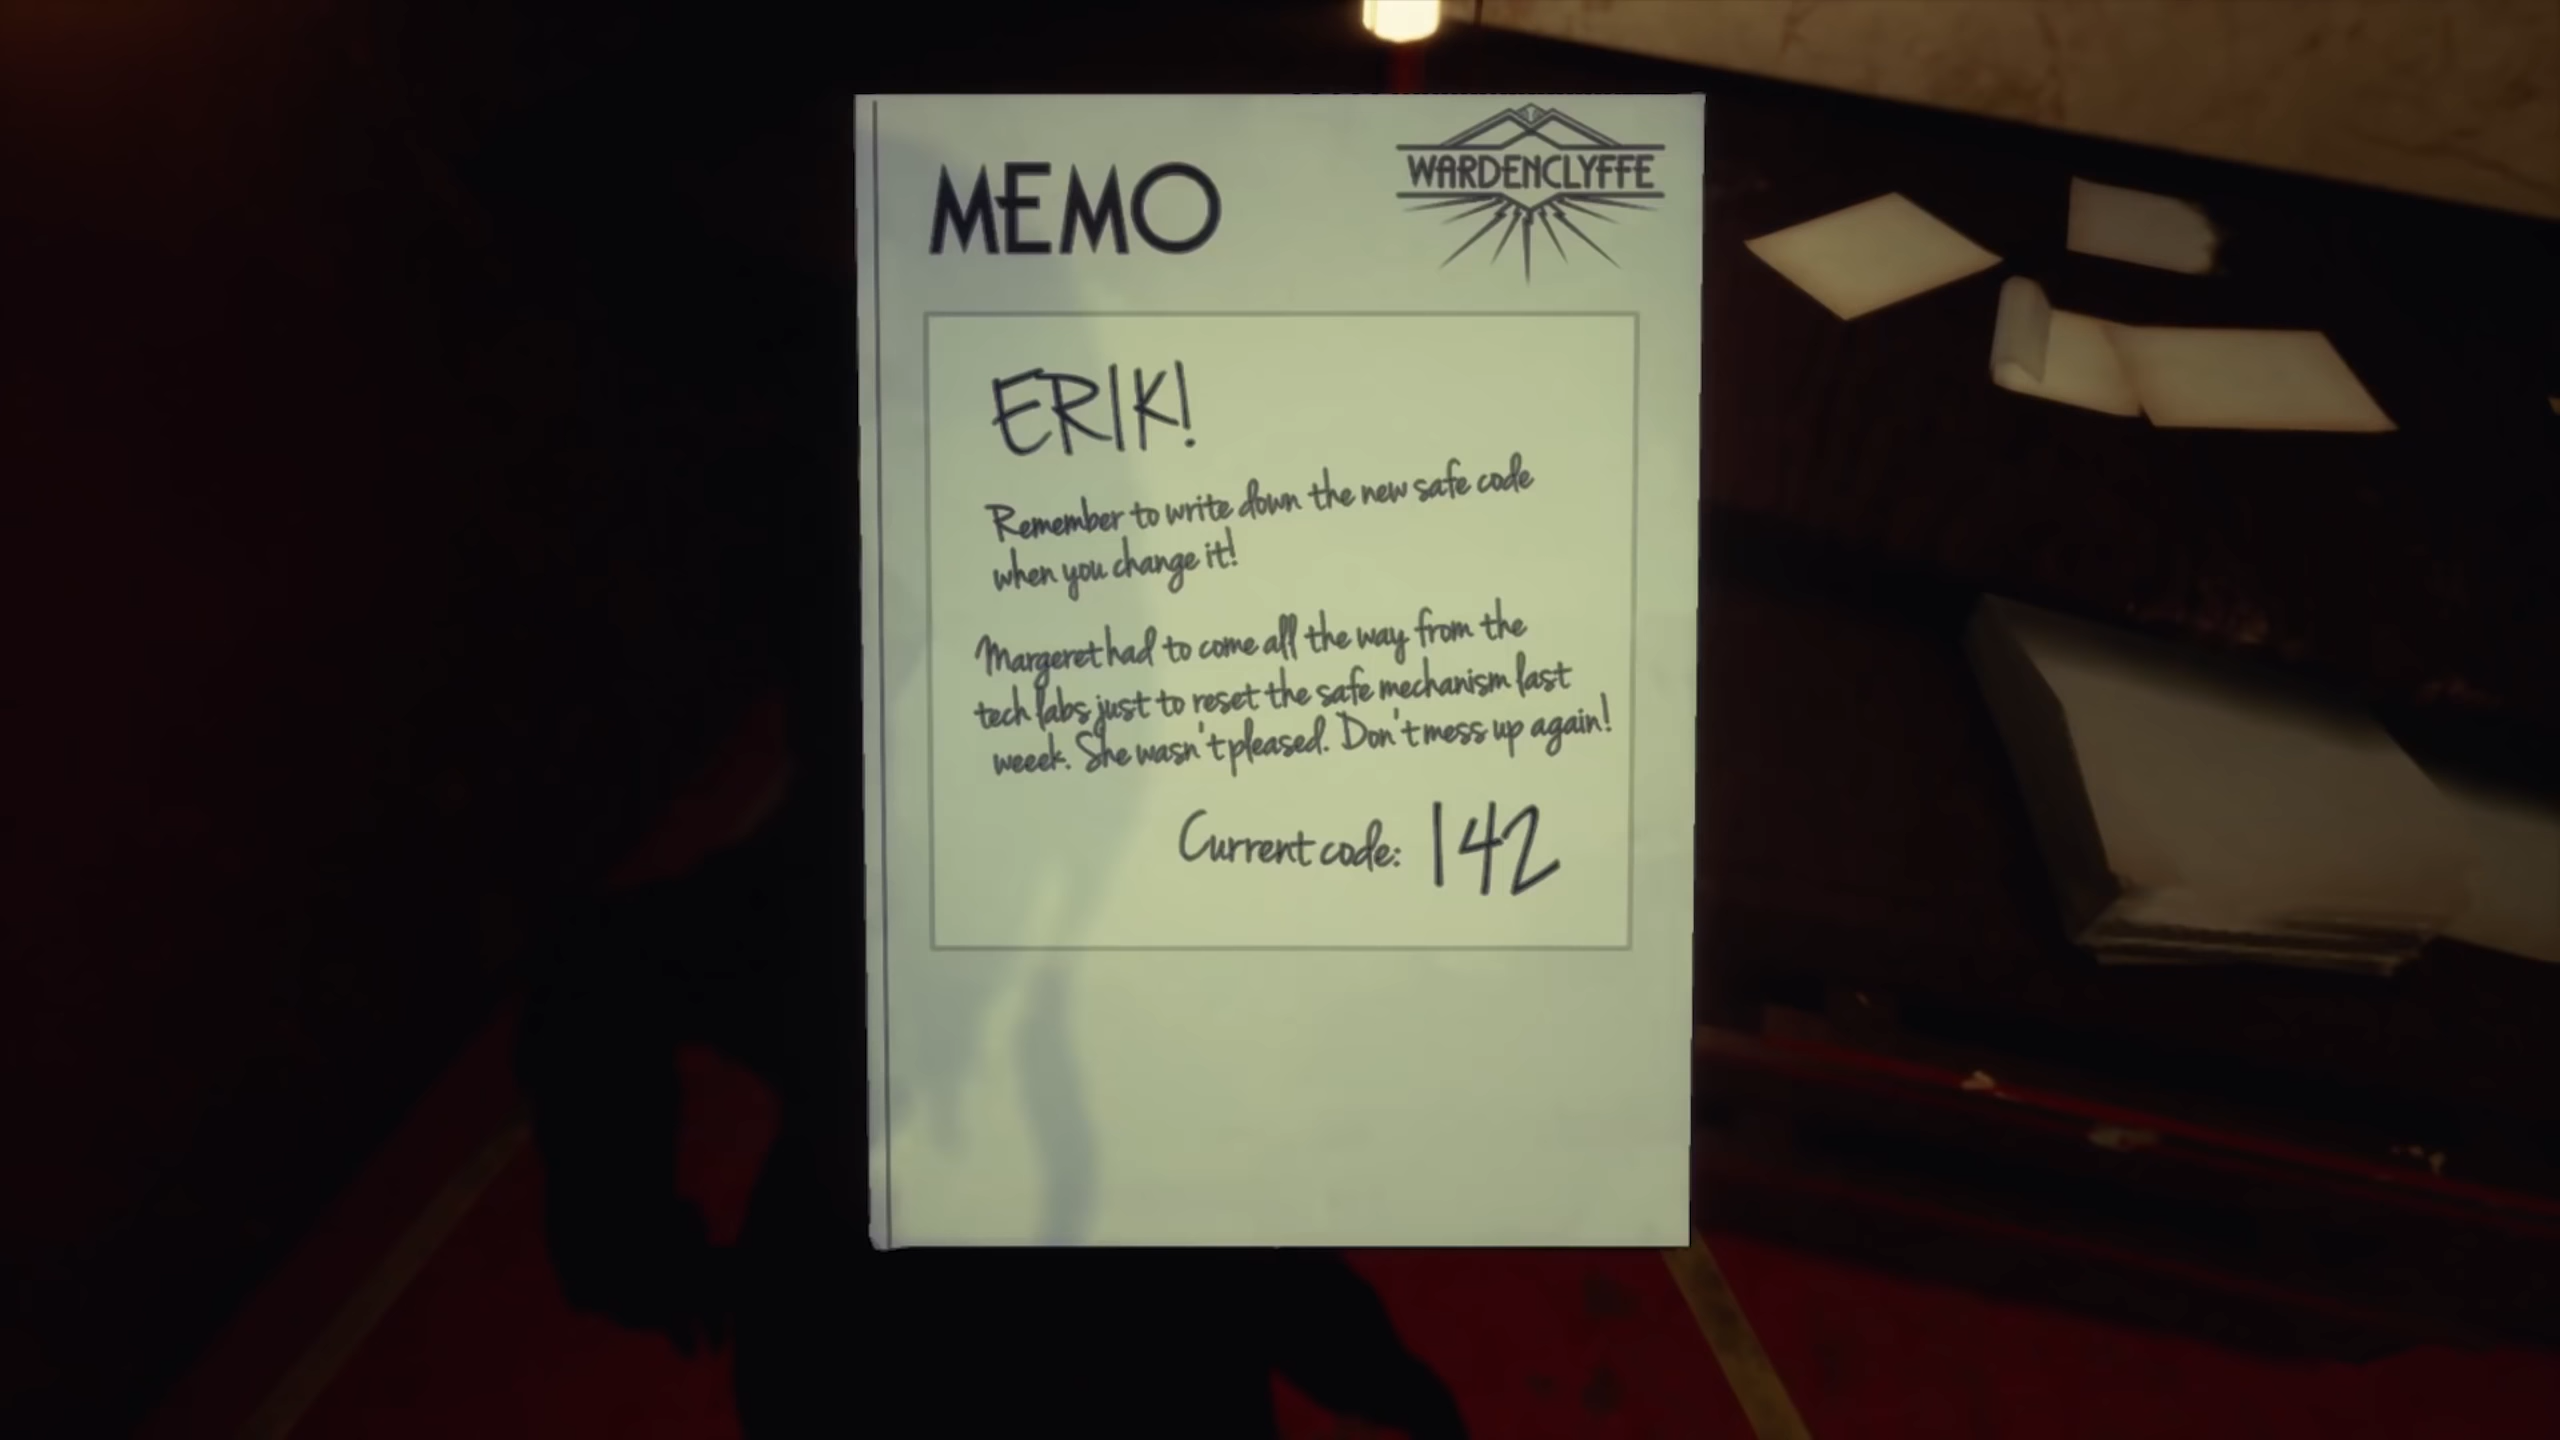 MEMO
WARDENCLYFFE
ERIK!
Remember to write down the new safe code
when you change it!
Margeret had to come all the way from the
tech labs just to reset the safe mechanism last
weeek. She wasn't pleased. Don't mess up again!
Current code: 142